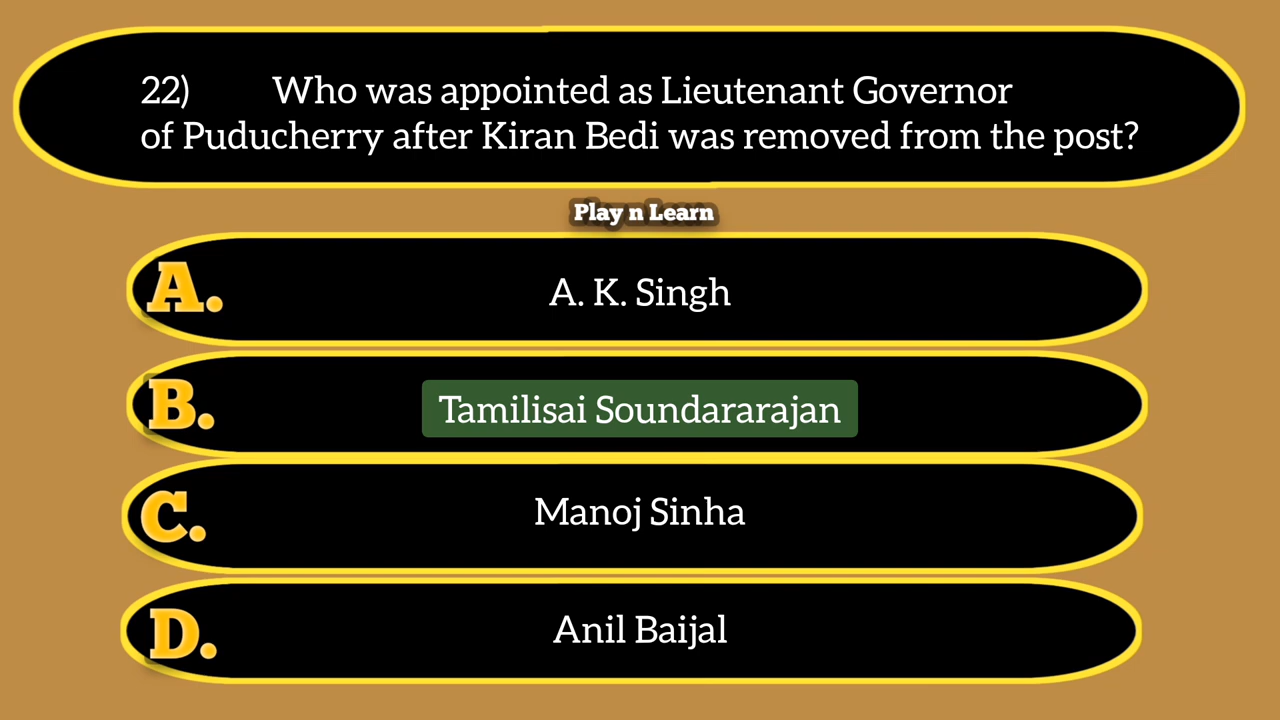 22) Who was appointed as Lieutenant Governor
of Puducherry after Kiran Bedi was removed from the post?
Play n Learn
A. A. K. Singh
B. Tamilisai Soundararajan
C. Manoj Sinha
D. Anil Baijal